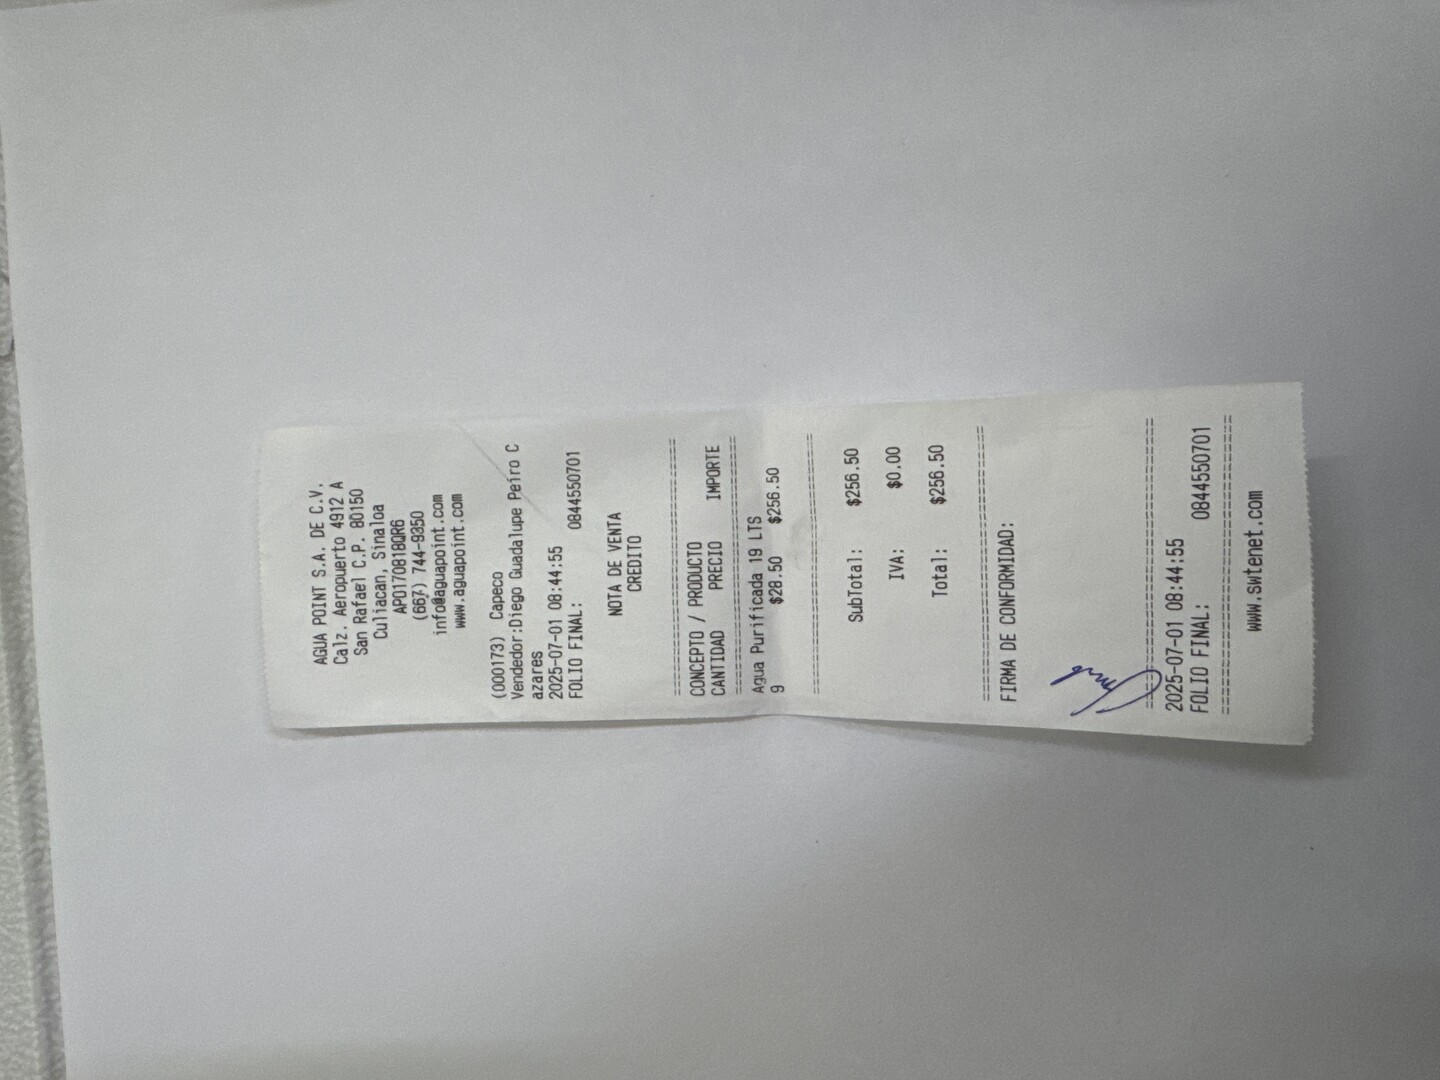 AGUA POINT S.A. DE C.V.
Calz. Aeropuerto 4912 A
San Rafael C.P. 80150
Culiacan, Sinaloa
APO170818QR6
(667) 744-9350
info@aguapoint.com
www.aguapoint.com
(000173) Capeco
Vendedor:Diego Guadalupe Peiro C
azares
2025-07-01 08:44:55
FOLIO FINAL: 0844550701
NOTA DE VENTA
CREDITO
CONCEPTO / PRODUCTO
CANTIDAD PRECIO IMPORTE
Agua Purificada 19 LTS
9 $28.50 $256.50
SubTotal: $256.50
IVA: $0.00
Total: $256.50
FIRMA DE CONFORMIDAD:
2025-07-01 08:44:55
FOLIO FINAL: 0844550701
www.swtenet.com